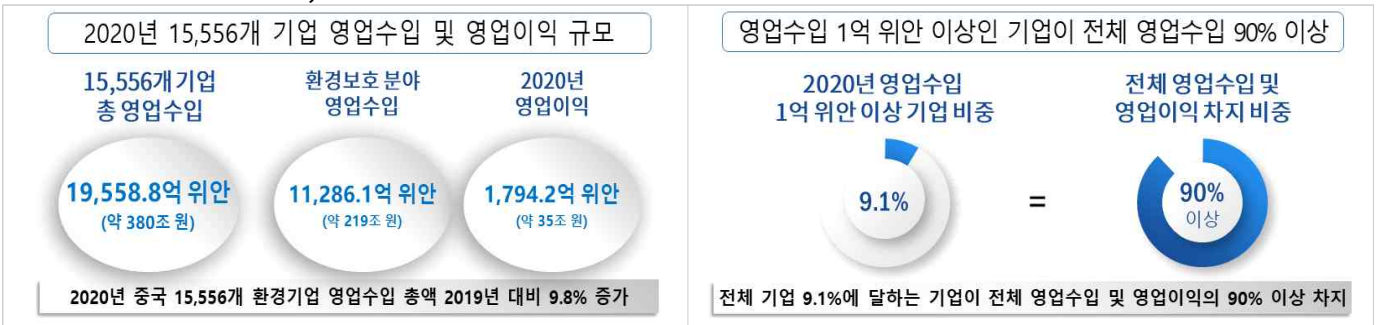 2020년 15,556개 기업 영업수입 및 영업이익 규모
15,556개 기업
총 영업수입
환경보호 분야
영업수입
2020년
영업이익
19,558.8억 위안
(약 380조 원)
11,286.1억 위안
(약 219조 원)
1,794.2억 위안
(약 35조 원)
2020년 중국 15,556개 환경기업 영업수입 총액 2019년 대비 9.8% 증가
영업수입 1억 위안 이상인 기업이 전체 영업수입 90% 이상
2020년 영업수입
1억 위안 이상 기업 비중
전체 영업수입 및
영업이익 차지 비중
9.1%
=
90%
이상
전체 기업 9.1%에 달하는 기업이 전체 영업수입 및 영업이익의 90% 이상 차지